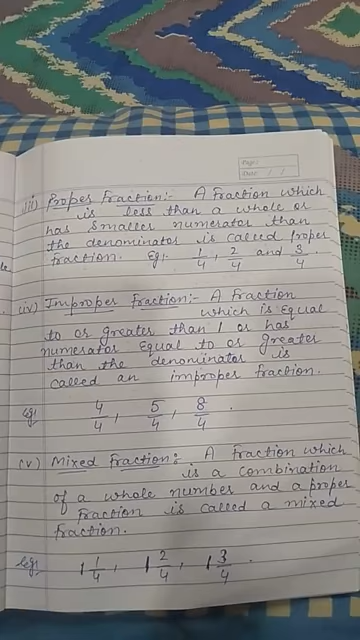 Page:
Date: / /
iii) Proper fraction:- A fraction which
is less than a whole or
has smaller numerator than
the denominator is called proper
fraction. Eg:- 1/4, 2/4 and 3/4
(iv) Improper fraction:- A fraction
which is equal
to or greater than 1 or has
numerator equal to or greater
than the denominator is
called an improper fraction.
eg:- 4/4, 5/4, 8/4.
(v) Mixed fraction:- A fraction which
is a combination
of a whole number and a proper
fraction is called a mixed
fraction.
eg:- 1 1/4, 1 2/4, 1 3/4.